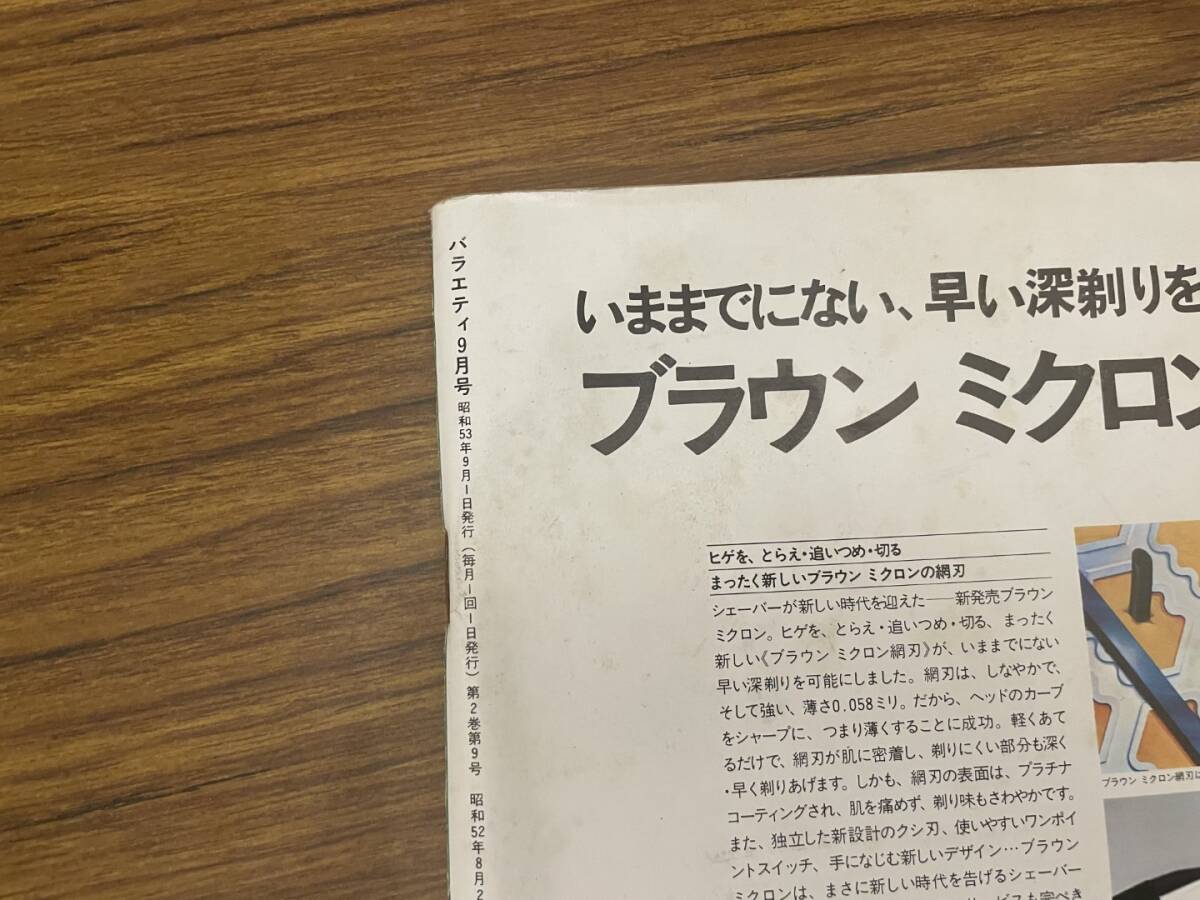 バラエティ9月号 昭和53年9月1日発行(毎月1回1日発行)第2巻第9号 昭和52年8月2
いままでにない、早い深剃りを
ブラウン ミクロン
ヒゲを、とらえ・追いつめ・切る
まったく新しいブラウン ミクロンの網刃
シェーバーが新しい時代を迎えた――新発売ブラウン
ミクロン。ヒゲを、とらえ・追いつめ・切る、まったく
新しい《ブラウン ミクロン網刃》が、いままでにない
早い深剃りを可能にしました。網刃は、しなやかで、
そして強い、薄さ0.058ミリ。だから、ヘッドのカーブ
をシャープに、つまり薄くすることに成功。軽くあて
るだけで、網刃が肌に密着し、剃りにくい部分も深く
・早く剃りあげます。しかも、網刃の表面は、プラチナ
コーティングされ、肌を痛めず、剃り味もさわやかです。
また、独立した新設計のクシ刃、使いやすいワンポイ
ントスイッチ、手になじむ新しいデザイン…ブラウン
ミクロンは、まさに新しい時代を告げるシェーバー
ブラウン ミクロン網刃は